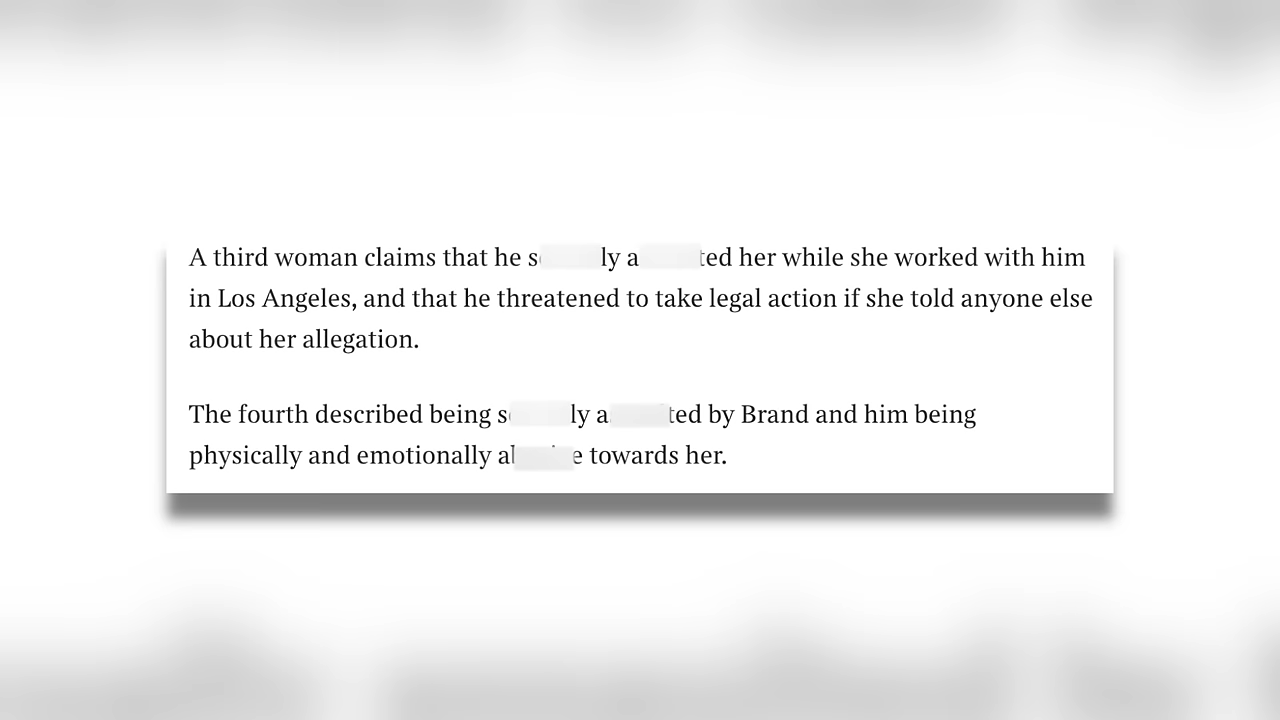 A third woman claims that he her while she worked with him
in Los Angeles, and that he threatened to take legal action if she told anyone else
about her allegation.
The fourth described being by Brand and him being
physically and emotionally towards her.